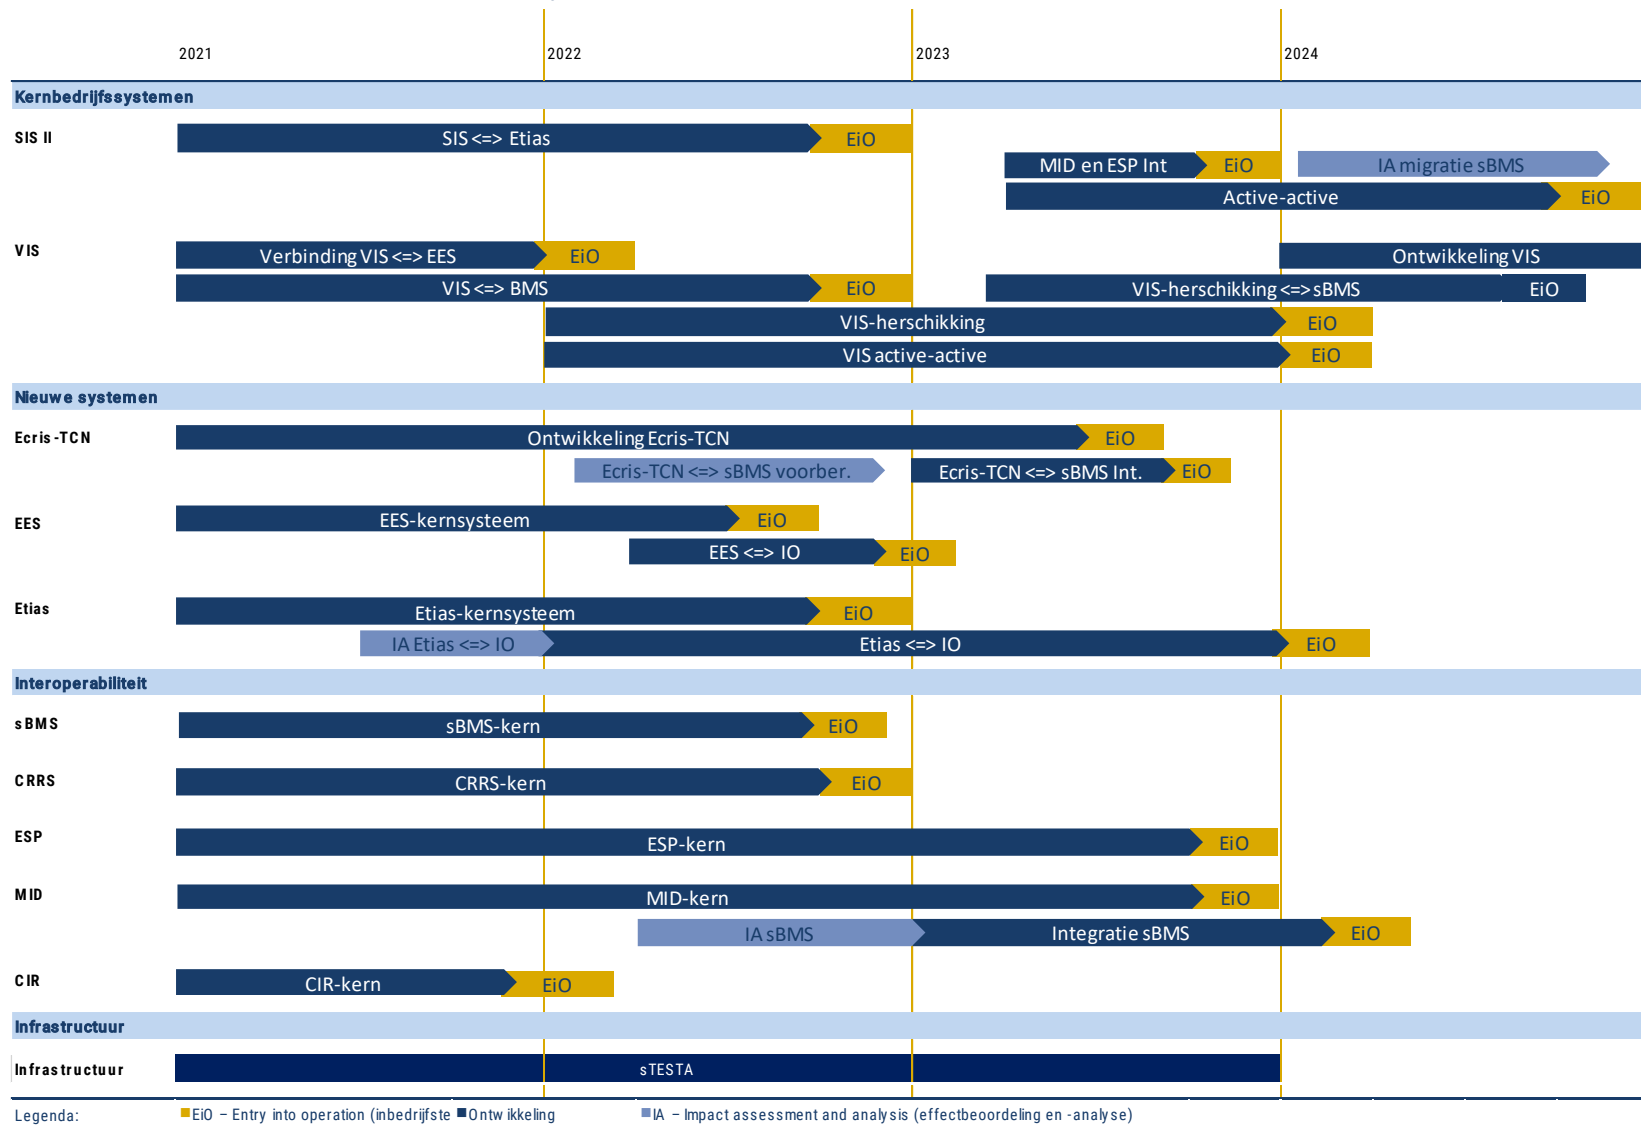 2021 2022 2023 2024
Kernbedrijfssystemen
SIS II
SIS <=> Etias EiO
MID en ESP Int EiO IA migratie sBMS
Active-active EiO
VIS
Verbinding VIS <=> EES EiO Ontwikkeling VIS
VIS <=> BMS EiO VIS-herschikking <=> sBMS EiO
VIS-herschikking EiO
VIS active-active EiO
Nieuwe systemen
Ecris-TCN
Ontwikkeling Ecris-TCN EiO
Ecris-TCN <=> sBMS voorber. Ecris-TCN <=> sBMS Int. EiO
EES
EES-kernsysteem EiO
EES <=> IO EiO
Etias
Etias-kernsysteem EiO
IA Etias <=> IO Etias <=> IO EiO
Interoperabiliteit
sBMS
sBMS-kern EiO
CRRS
CRRS-kern EiO
ESP
ESP-kern EiO
MID
MID-kern EiO
IA sBMS Integratie sBMS EiO
CIR
CIR-kern EiO
Infrastructuur
Infrastructuur sTESTA
Legenda: EiO – Entry into operation (inbedrijfste Ontwikkeling IA – Impact assessment and analysis (effectbeoordeling en -analyse)